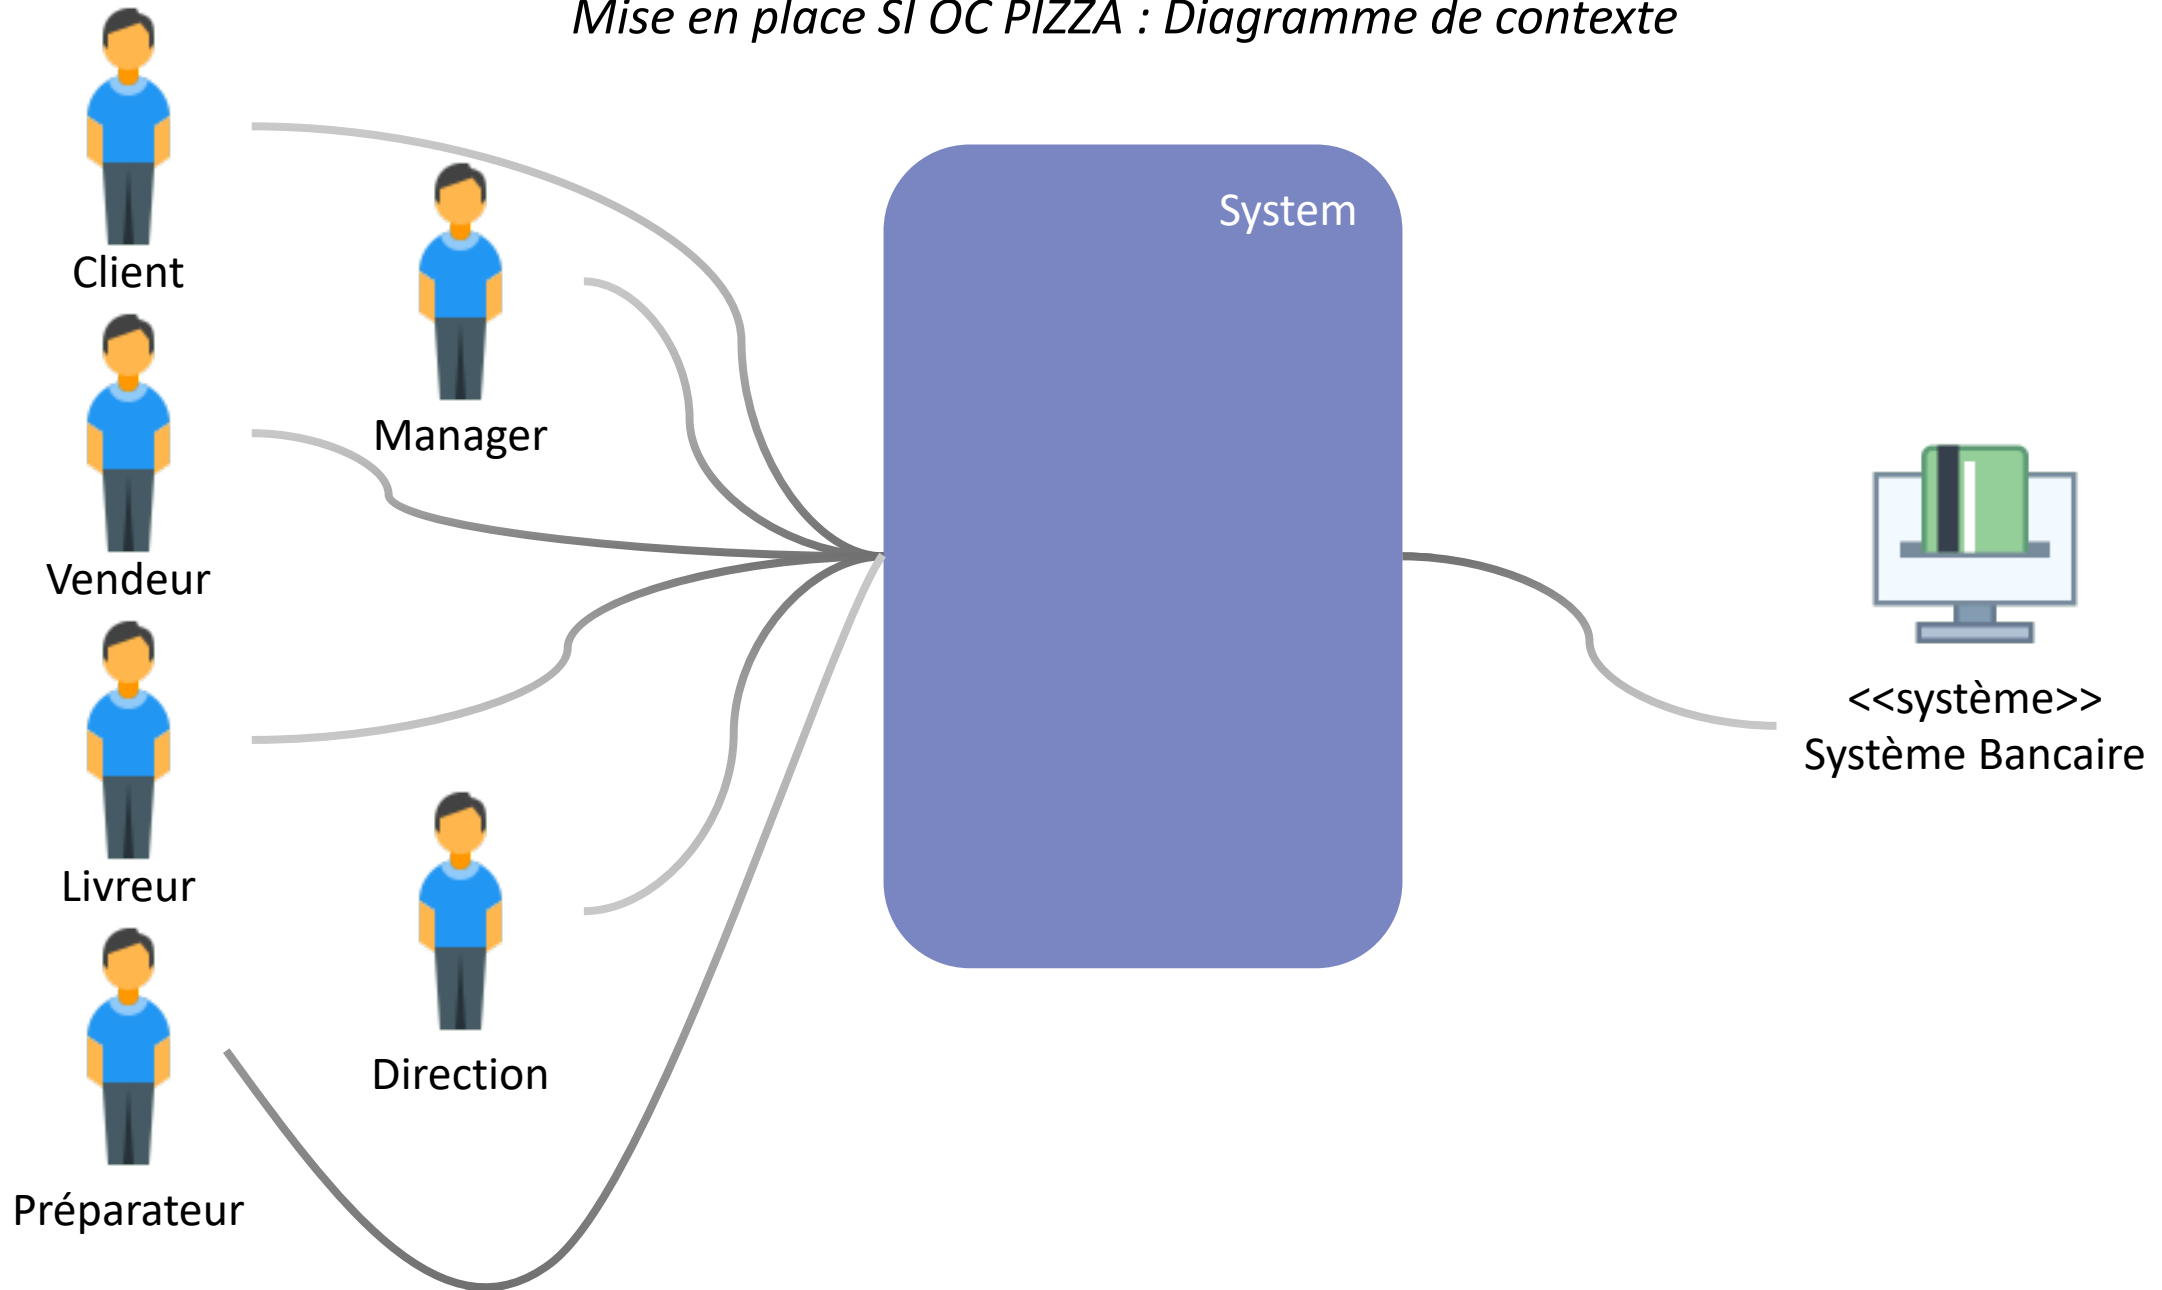 Mise en place SI OC PIZZA : Diagramme de contexte
System
Client
Manager
Vendeur
<<système>>
Système Bancaire
Livreur
Direction
Préparateur